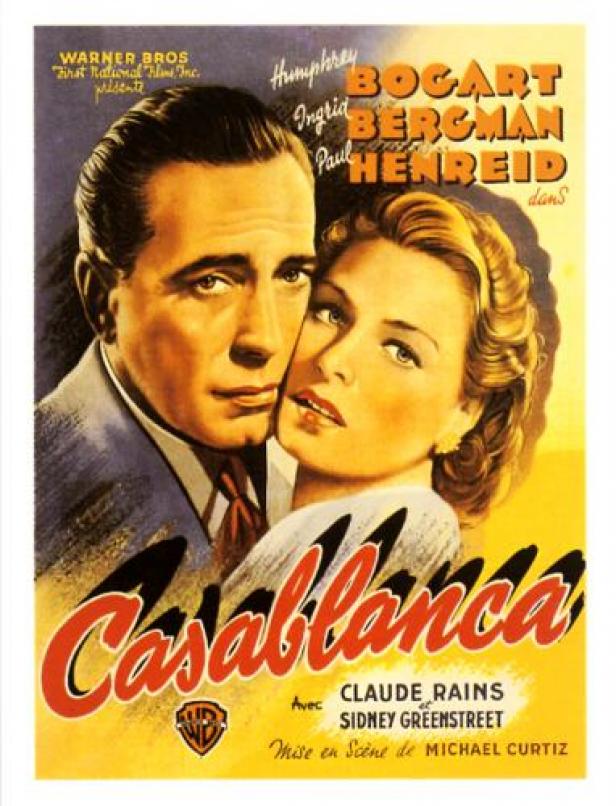 WARNER BROS
First National Films, Inc.
présente
Humphrey BOGART
Ingrid BERGMAN
Paul HENREID
dans
Casablanca
Avec CLAUDE RAINS
et
SIDNEY GREENSTREET
WB
Mise en Scène de MICHAEL CURTIZ